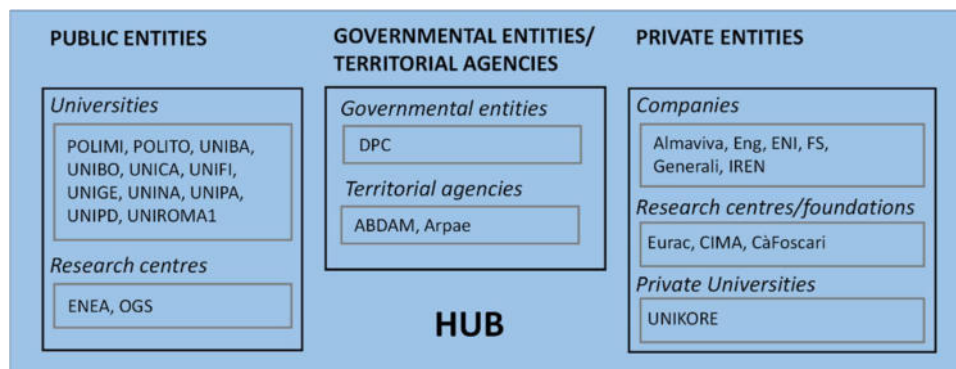 PUBLIC ENTITIES
Universities
POLIMI, POLITO, UNIBA,
UNIBO, UNICA, UNIFI,
UNIGE, UNINA, UNIPA,
UNIPD, UNIROMA1
Research centres
ENEA, OGS
GOVERNMENTAL ENTITIES/
TERRITORIAL AGENCIES
Governmental entities
DPC
Territorial agencies
ABDAM, Arpae
HUB
PRIVATE ENTITIES
Companies
Almaviva, Eng, ENI, FS,
Generali, IREN
Research centres/foundations
Eurac, CIMA, CàFoscari
Private Universities
UNIKORE